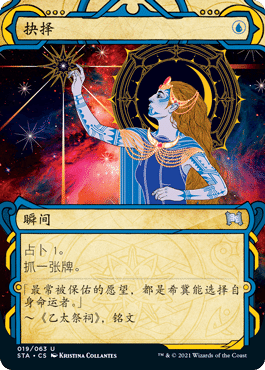 抉择
瞬间
占卜1。
抓一张牌。
「最常被保佑的愿望，都是希冀能选择自
身命运者。」
～《乙太祭祠》，铭文
019/063 U
STA • CS KRISTINA COLLANTES
™ & © 2021 Wizards of the Coast